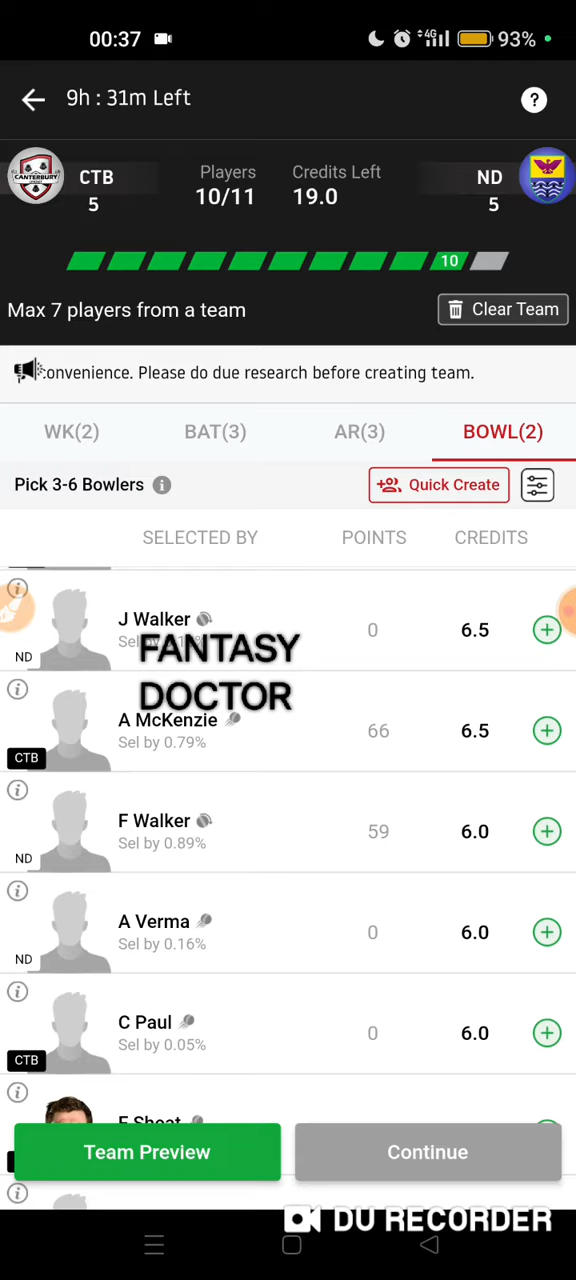 00:37 4G 93%
9h : 31m Left ?
CANTERBURY CTB 5 Players 10/11 Credits Left 19.0 ND 5
10
Max 7 players from a team Clear Team
convenience. Please do due research before creating team.
WK(2) BAT(3) AR(3) BOWL(2)
Pick 3-6 Bowlers i Quick Create
SELECTED BY POINTS CREDITS
J Walker 0 6.5
ND
FANTASY
DOCTOR
A McKenzie 66 6.5
Sel by 0.79%
CTB
F Walker 59 6.0
Sel by 0.89%
ND
A Verma 0 6.0
Sel by 0.16%
ND
C Paul 0 6.0
Sel by 0.05%
CTB
Team Preview Continue
DU RECORDER